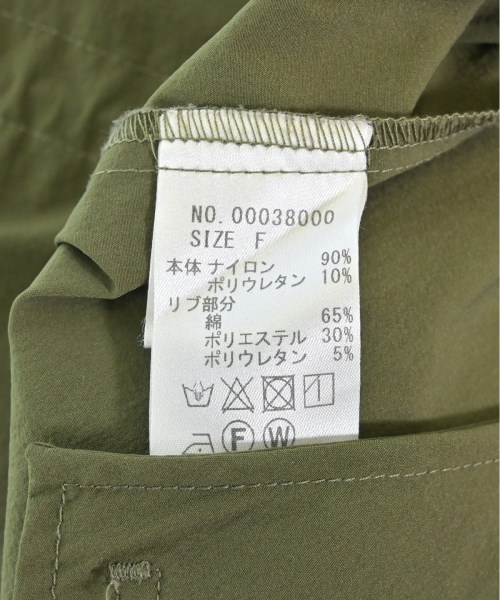 NO. 00038000
SIZE F
本体 ナイロン 90%
ポリウレタン 10%
リブ部分
綿 65%
ポリエステル 30%
ポリウレタン 5%
F W